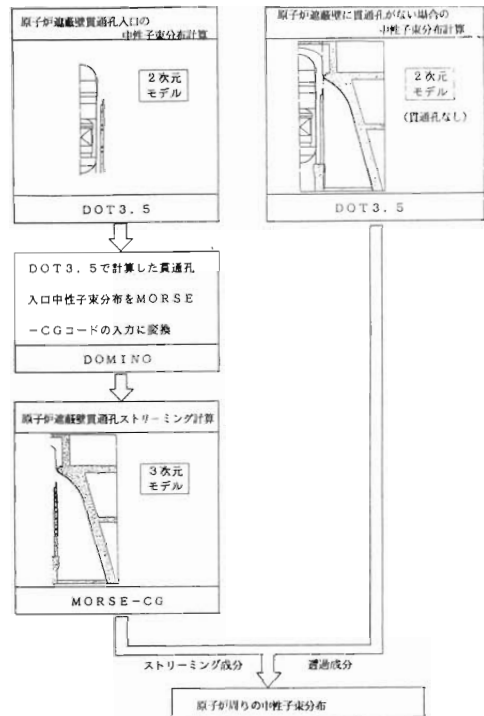 原子炉遮蔽壁貫通孔入口の
中性子束分布計算
2次元
モデル
DOT3.5
原子炉遮蔽壁に貫通孔がない場合の
中性子束分布計算
2次元
モデル
(貫通孔なし)
DOT3.5
DOT3.5で計算した貫通孔
入口中性子束分布をMORSE
-CGコードの入力に変換
DOMINO
原子炉遮蔽壁貫通孔ストリーミング計算
3次元
モデル
MORSE-CG
ストリーミング成分
透過成分
原子炉周りの中性子束分布